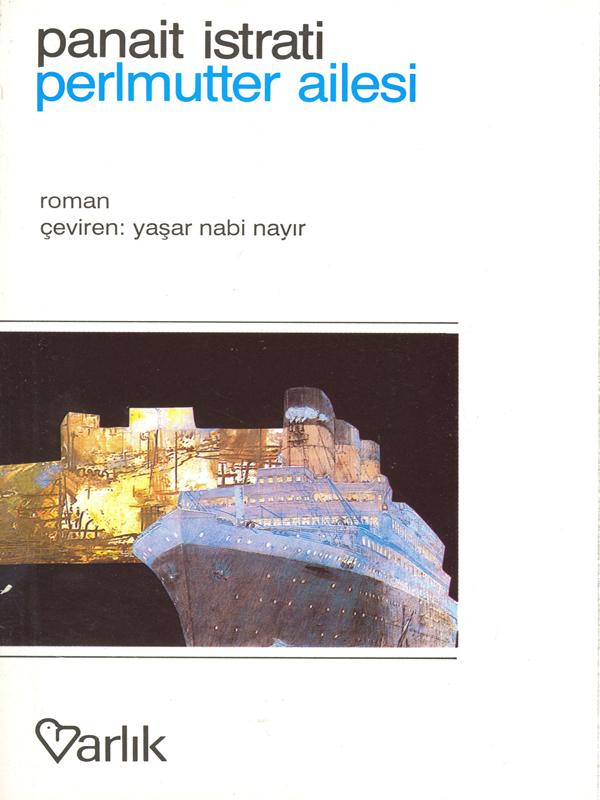 panait istrati
perlmutter ailesi
roman
çeviren: yaşar nabi nayır
Varlık